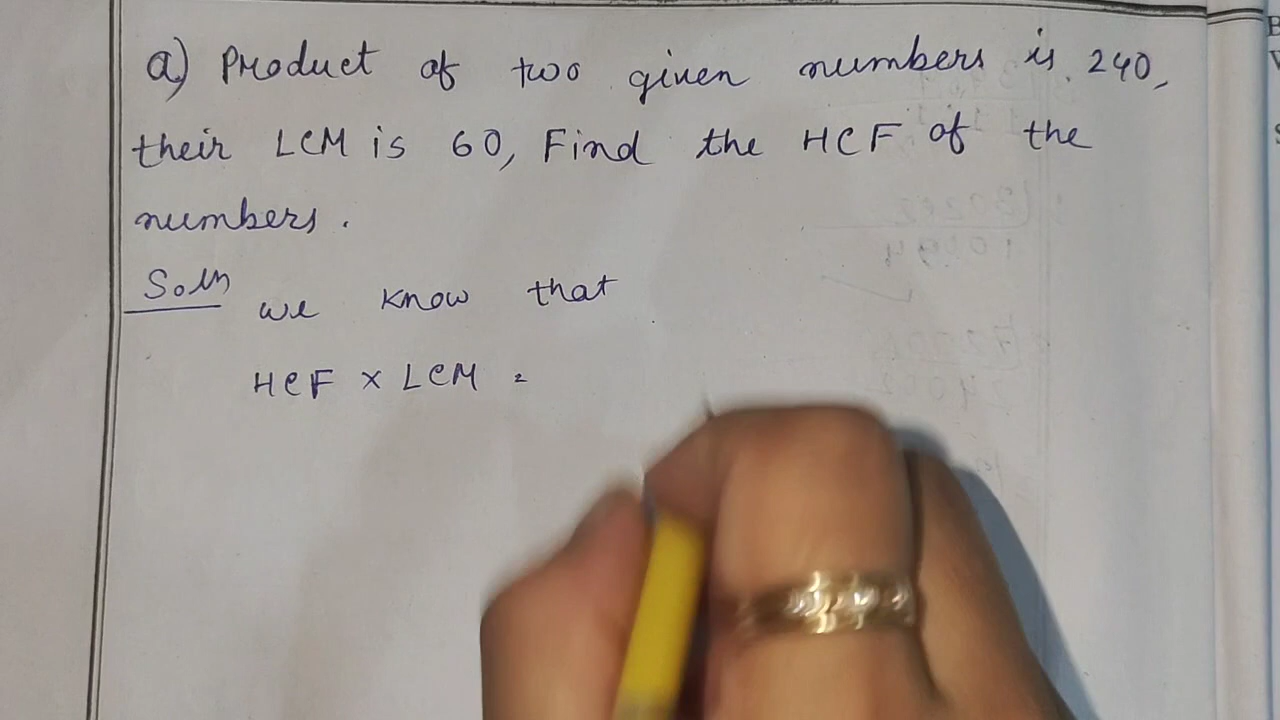 a) Product of two given numbers is 240,
their LCM is 60, Find the HCF of the
numbers.
Soln we know that
HCF × LCM =